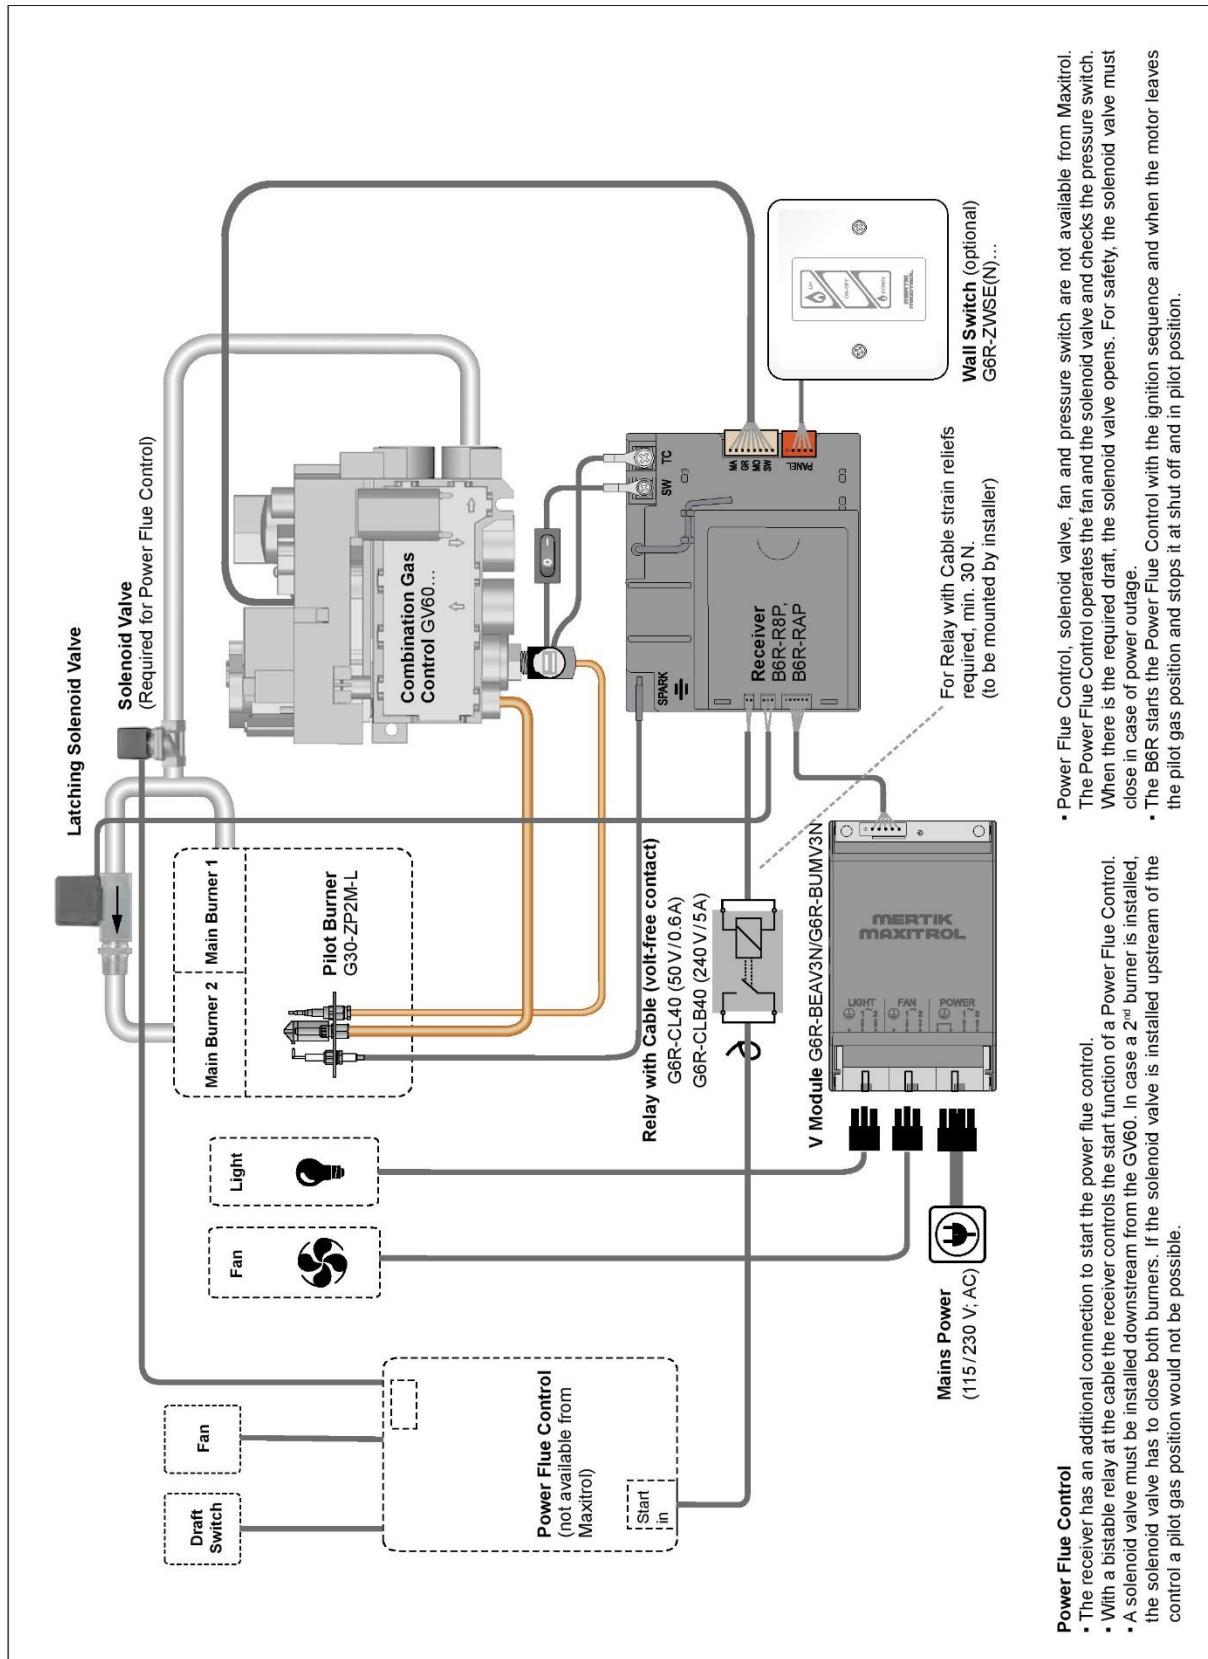 Latching Solenoid Valve
Solenoid Valve
(Required for Power Flue Control)
Main Burner 2
Main Burner 1
Pilot Burner
G30-ZP2M-L
Combination Gas
Control GV60...
Light
Fan
Fan
Draft
Switch
Power Flue Control
(not available from
Maxitrol)
Start
in
Relay with Cable (volt-free contact)
G6R-CL40 (50 V / 0.6 A)
G6R-CLB40 (240 V / 5 A)
0
SPARK
SW
TC
Receiver
B6R-R8P,
B6R-RAP
MA
GR
MO
SW
PANEL
UP
ON-OFF
DOWN
MERTIK
MAXITROL
Wall Switch (optional)
G6R-ZWSE(N)...
For Relay with Cable strain reliefs
required, min. 30 N.
(to be mounted by installer)
V Module G6R-BEAV3N/G6R-BUMV3N
MERTIK
MAXITROL
LIGHT
FAN
POWER
Mains Power
(115 / 230 V; AC)
Power Flue Control
▪ The receiver has an additional connection to start the power flue control.
▪ With a bistable relay at the cable the receiver controls the start function of a Power Flue Control.
▪ A solenoid valve must be installed downstream from the GV60. In case a 2nd burner is installed,
the solenoid valve has to close both burners. If the solenoid valve is installed upstream of the
control a pilot gas position would not be possible.
▪ Power Flue Control, solenoid valve, fan and pressure switch are not available from Maxitrol.
The Power Flue Control operates the fan and the solenoid valve and checks the pressure switch.
When there is the required draft, the solenoid valve opens. For safety, the solenoid valve must
close in case of power outage.
▪ The B6R starts the Power Flue Control with the ignition sequence and when the motor leaves
the pilot gas position and stops it at shut off and in pilot position.